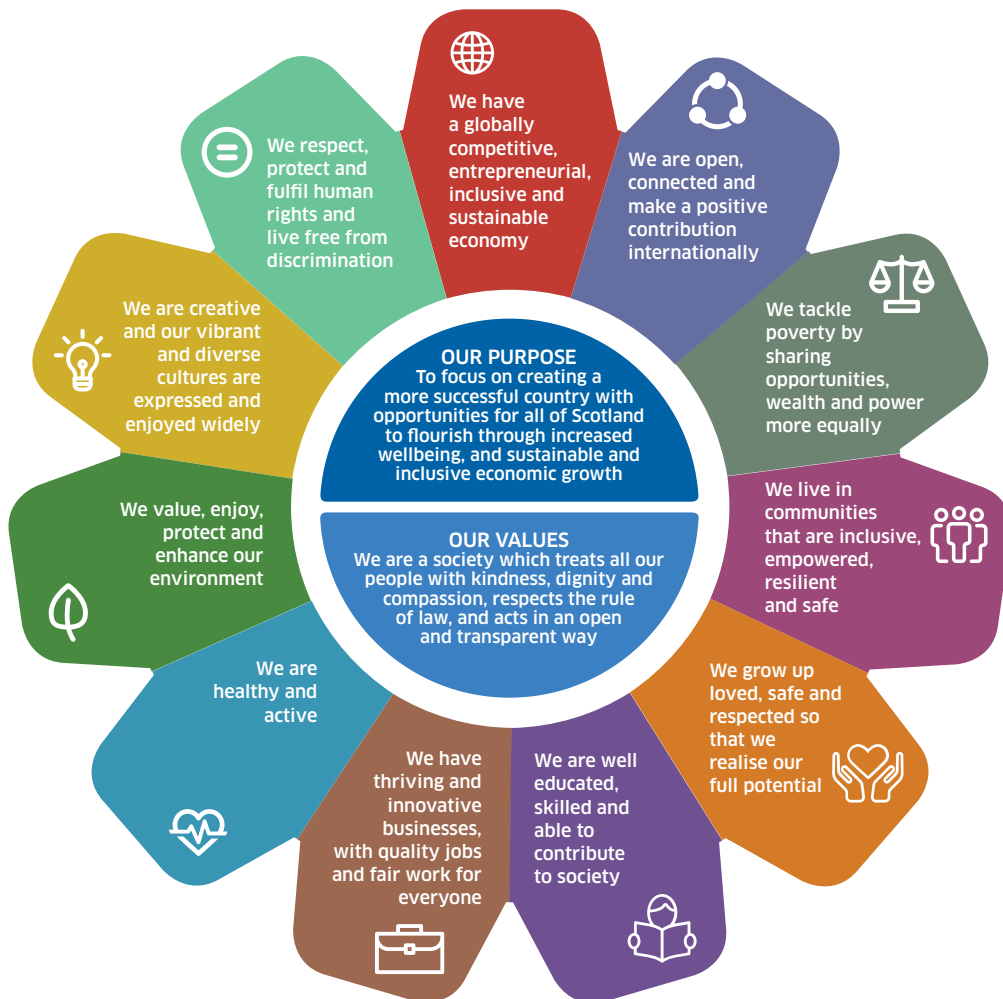 We have
a globally
competitive,
entrepreneurial,
inclusive and
sustainable
economy
We are open,
connected and
make a positive
contribution
internationally
We tackle
poverty by
sharing
opportunities,
wealth and power
more equally
We live in
communities
that are inclusive,
empowered,
resilient
and safe
We grow up
loved, safe and
respected so
that we
realise our
full potential
We are well
educated,
skilled and
able to
contribute
to society
We have
thriving and
innovative
businesses,
with quality jobs
and fair work for
everyone
We are
healthy and
active
We value, enjoy,
protect and
enhance our
environment
We are creative
and our vibrant
and diverse
cultures are
expressed and
enjoyed widely
We respect,
protect and
fulfil human
rights and
live free from
discrimination
OUR PURPOSE
To focus on creating a
more successful country with
opportunities for all of Scotland
to flourish through increased
wellbeing, and sustainable and
inclusive economic growth
OUR VALUES
We are a society which treats all our
people with kindness, dignity and
compassion, respects the rule
of law, and acts in an open
and transparent way